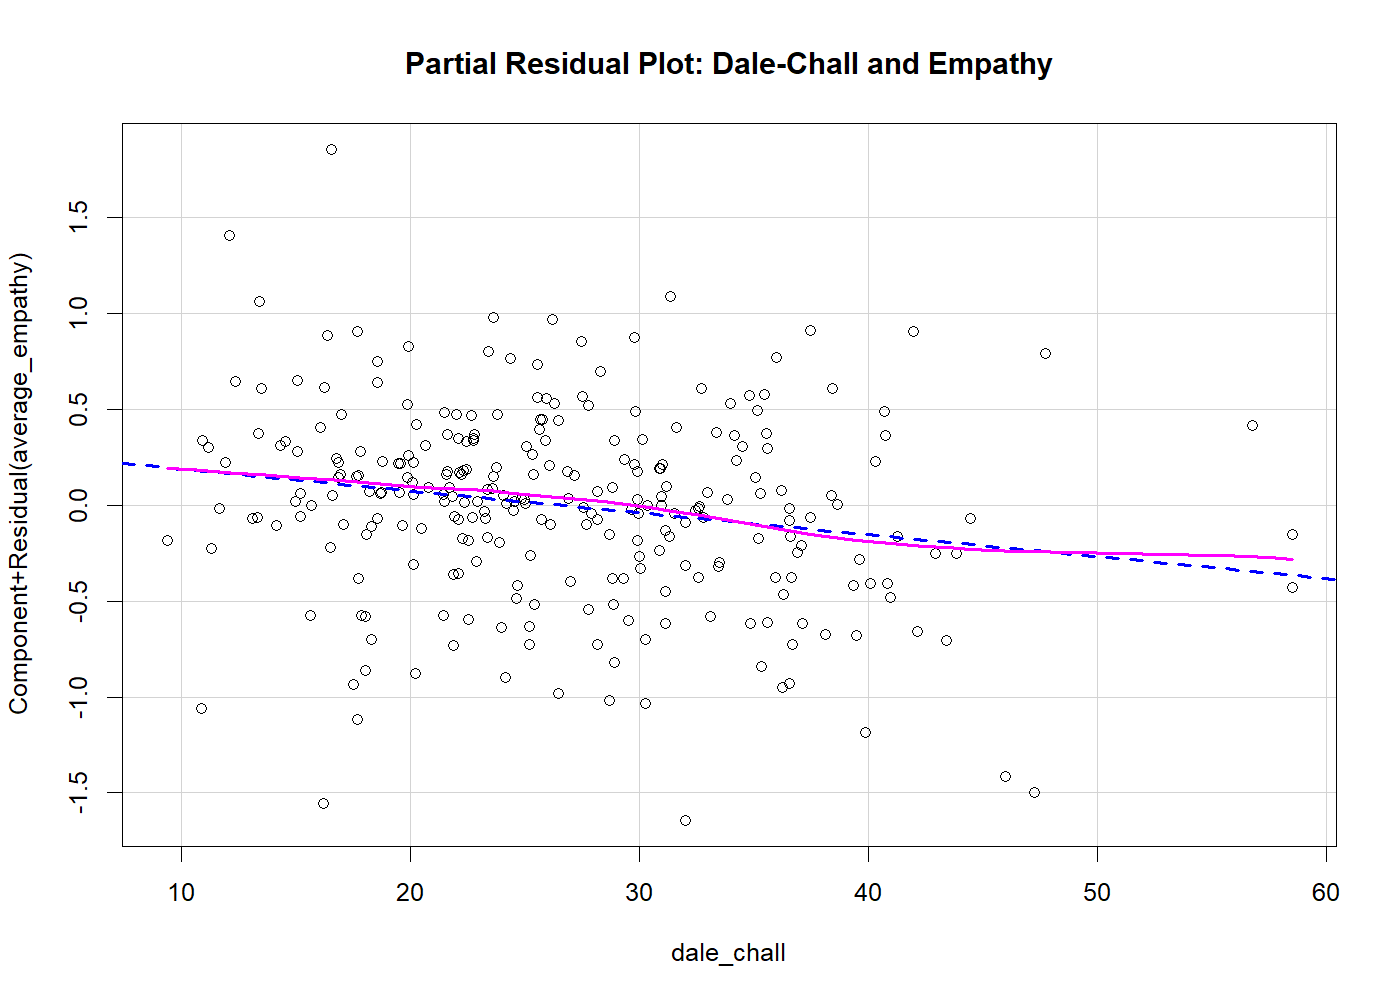 Partial Residual Plot: Dale-Chall and Empathy
Component+Residual(average_empathy)
1.5
1.0
0.5
0.0
-0.5
-1.0
-1.5
10 20 30 40 50 60
dale_chall